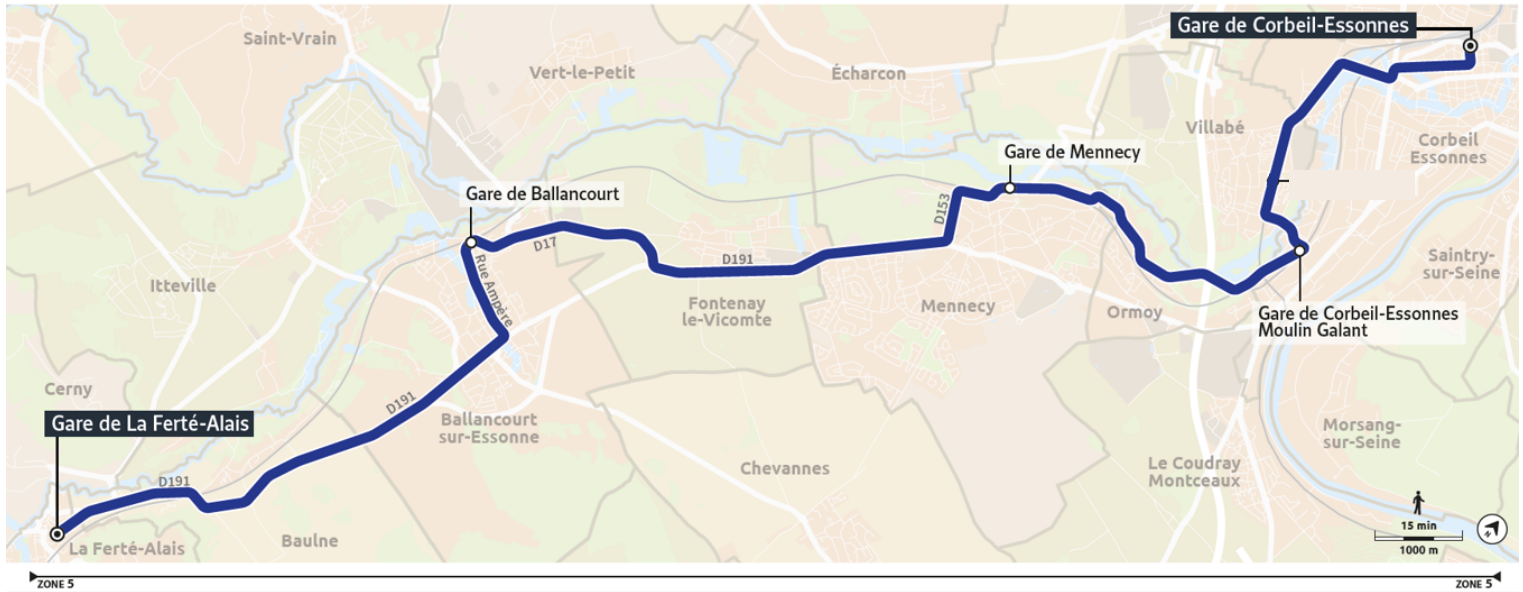 Gare de Corbeil-Essonnes
Saint-Vrain
Vert-le-Petit
Écharcon
Villabé
Corbeil
Essonnes
Gare de Mennecy
Gare de Ballancourt
D153
D17
Rue Ampère
D191
Itteville
Fontenay
le-Vicomte
Mennecy
Ormoy
Saintry-
sur-Seine
Gare de Corbeil-Essonnes
Moulin Galant
Cerny
D191
Gare de La Ferté-Alais
Ballancourt
sur-Essonne
Chevannes
Le Coudray
Montceaux
Morsang-
sur-Seine
D191
La Ferté-Alais
Baulne
15 min
1000 m
ZONE 5
ZONE 5